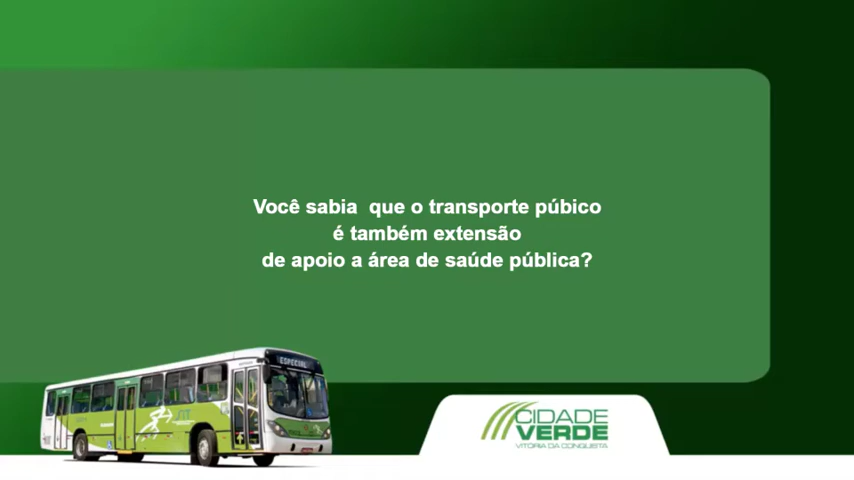 Você sabia  que o transporte púbico
é também extensão
de apoio a área de saúde pública?
ESPECIAL
CIDADE
VERDE
VITÓRIA DA CONQUISTA